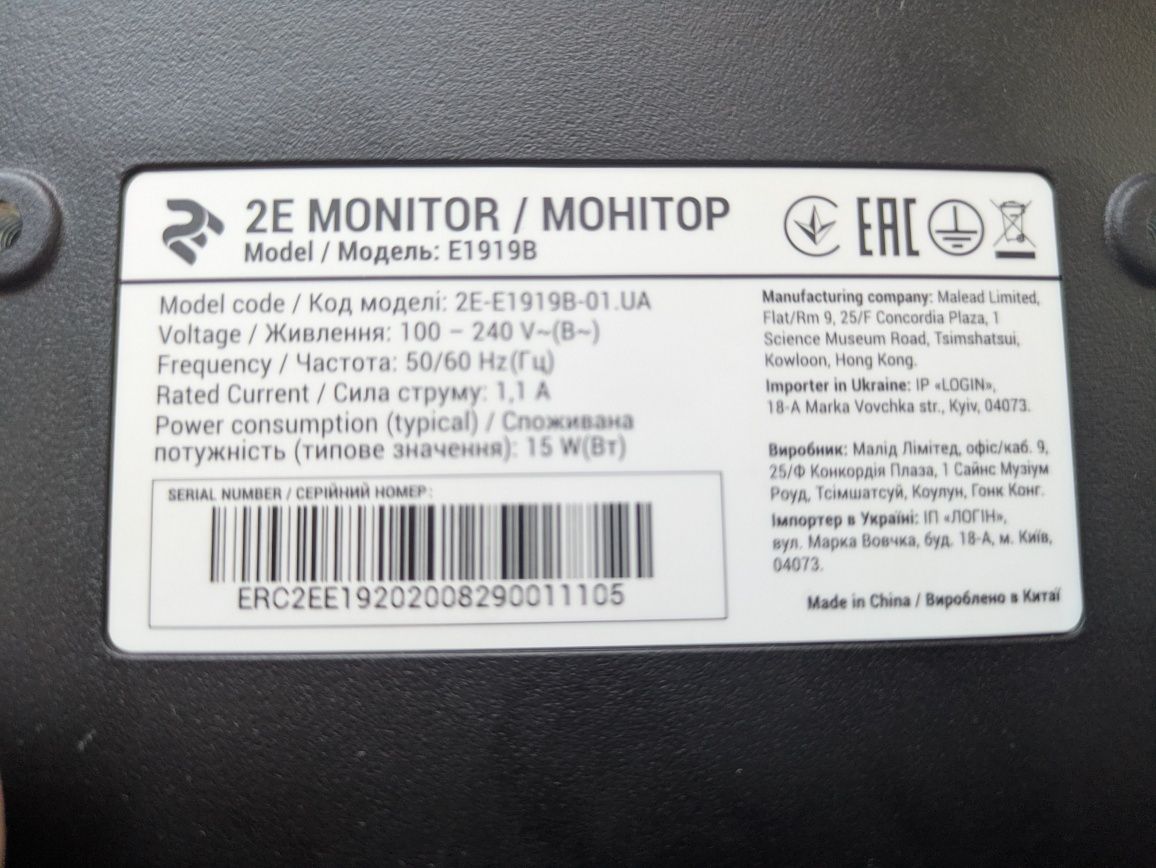 2E MONITOR / МОНІТОР
Model / Модель: E1919B
EAC
Model code / Код моделі: 2E-E1919B-01.UA
Voltage / Живлення: 100 – 240 V~(В~)
Frequency / Частота: 50/60 Hz(Гц)
Rated Current / Сила струму: 1,1 A
Power consumption (typical) / Споживана
потужність (типове значення): 15 W(Вт)
SERIAL NUMBER / СЕРІЙНИЙ НОМЕР:
ERC2EE19202008290011105
Manufacturing company: Malead Limited,
Flat/Rm 9, 25/F Concordia Plaza, 1
Science Museum Road, Tsimshatsui,
Kowloon, Hong Kong.
Importer in Ukraine: IP «LOGIN»,
18-A Marka Vovchka str., Kyiv, 04073.
Виробник: Малід Лімітед, офіс/каб. 9,
25/Ф Конкордія Плаза, 1 Сайнс Музіум
Роуд, Тсімшатсуй, Коулун, Гонк Конг.
Імпортер в Україні: ІП «ЛОГІН»,
вул. Марка Вовчка, буд. 18-А, м. Київ,
04073.
Made in China / Вироблено в Китаї